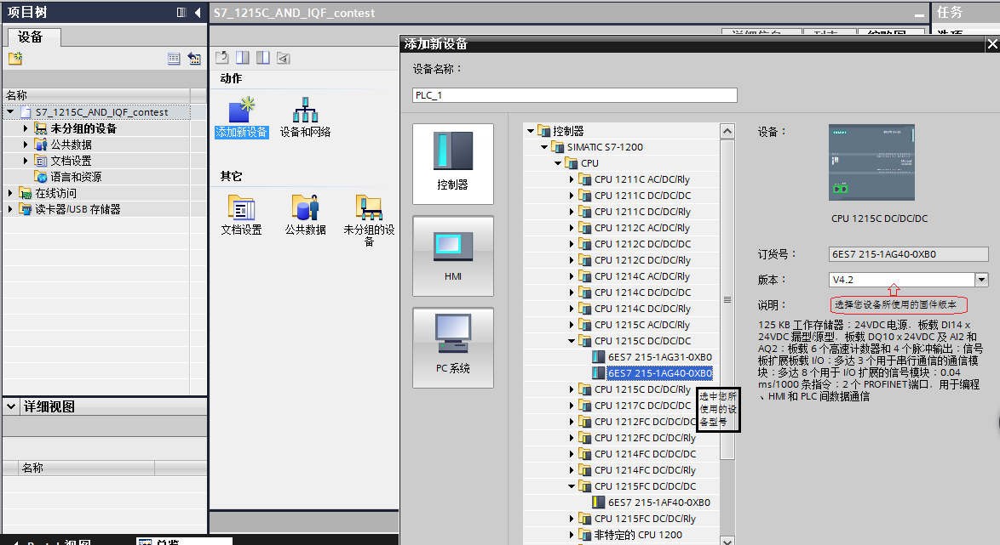 项目树
S7_1215C_AND_IQF_contest
任务
设备
选项
详细信息
列表
缩略图
名称
S7_1215C_AND_IQF_contest
未分组的设备
公共数据
文档设置
语言和资源
在线访问
读卡器/USB 存储器
详细视图
名称
动作
添加新设备
设备和网络
其它
文档设置
公共数据
未分组的设
备
添加新设备
设备名称：
PLC_1
控制器
HMI
PC 系统
控制器
SIMATIC S7-1200
CPU
CPU 1211C AC/DC/Rly
CPU 1211C DC/DC/DC
CPU 1211C DC/DC/Rly
CPU 1212C AC/DC/Rly
CPU 1212C DC/DC/DC
CPU 1212C DC/DC/Rly
CPU 1214C AC/DC/Rly
CPU 1214C DC/DC/DC
CPU 1214C DC/DC/Rly
CPU 1215C AC/DC/Rly
CPU 1215C DC/DC/DC
6ES7 215-1AG31-0XB0
6ES7 215-1AG40-0XB0
CPU 1215C DC/DC/Rly
CPU 1217C DC/DC/DC
CPU 1212FC DC/DC/DC
CPU 1212FC DC/DC/Rly
CPU 1214FC DC/DC/DC
CPU 1214FC DC/DC/Rly
CPU 1215FC DC/DC/DC
6ES7 215-1AF40-0XB0
CPU 1215FC DC/DC/Rly
非特定的 CPU 1200
选中您所
使用的设
备型号
设备：
CPU 1215C DC/DC/DC
订货号：
6ES7 215-1AG40-0XB0
版本：
V4.2
说明：
选择您设备所使用的固件版本
125 KB 工作存储器；24VDC 电源，板载 DI14 x
24VDC 漏型/源型，板载 DQ10 x 24VDC 及 AI2 和
AQ2；板载 6 个高速计数器和 4 个脉冲输出；信号
板扩展板载 I/O；多达 3 个用于串行通信的通信模
块；多达 8 个用于 I/O 扩展的信号模块；0.04
ms/1000 条指令；2 个 PROFINET 端口，用于编程
、HMI 和 PLC 间数据通信
Portal 视图
总览